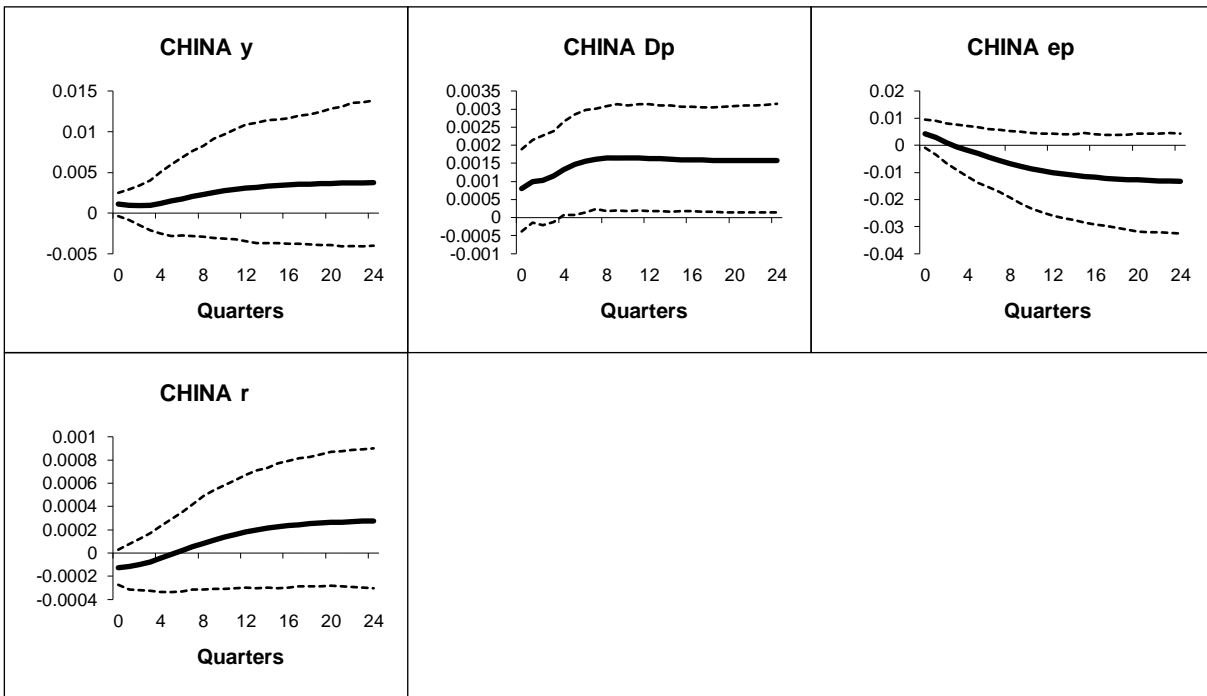 CHINA y
0.015
0.01
0.005
0
-0.005
0 4 8 12 16 20 24
Quarters
CHINA Dp
0.0035
0.003
0.0025
0.002
0.0015
0.001
0.0005
0
-0.0005
-0.001
0 4 8 12 16 20 24
Quarters
CHINA ep
0.02
0.01
0
-0.01
-0.02
-0.03
-0.04
0 4 8 12 16 20 24
Quarters
CHINA r
0.001
0.0008
0.0006
0.0004
0.0002
0
-0.0002
-0.0004
0 4 8 12 16 20 24
Quarters